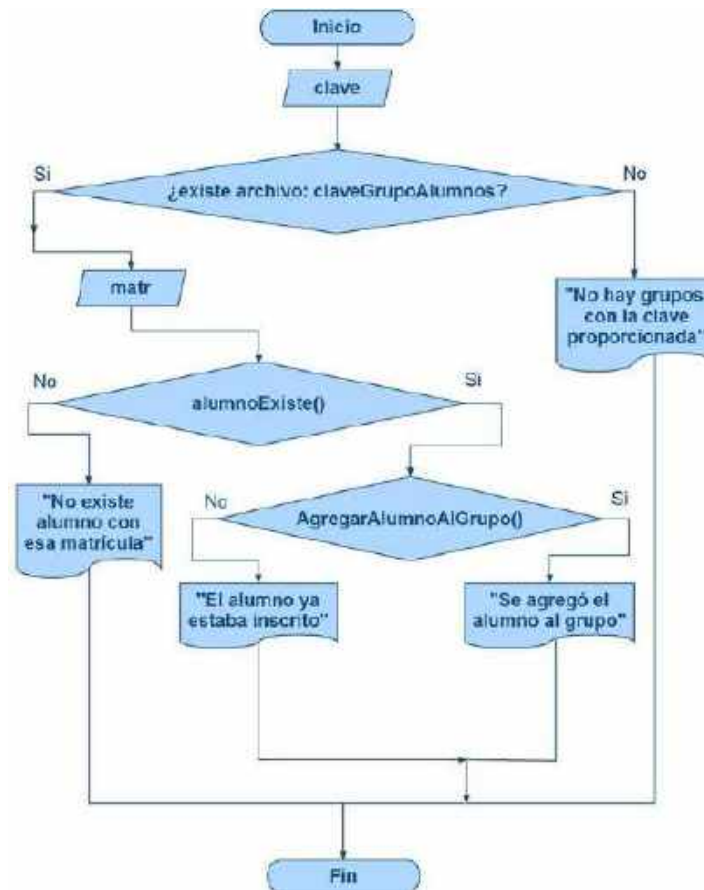 Inicio
clave
Si
No
¿existe archivo: claveGrupoAlumnos?
matr
"No hay grupos
con la clave
proporcionada"
No
Si
alumnoExiste()
"No existe
alumno con
esa matrícula"
No
Si
AgregarAlumnoAlGrupo()
"El alumno ya
estaba inscrito"
"Se agregó el
alumno al grupo"
Fin